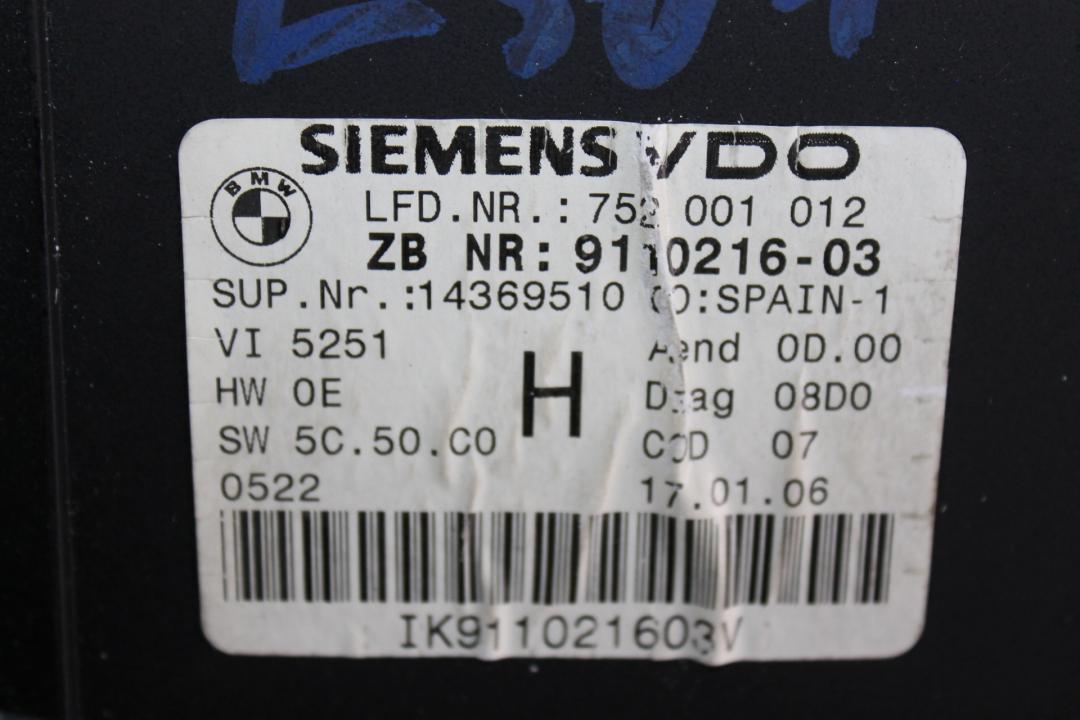 SIEMENS VDO
BMW
LFD.NR.: 752 001 012
ZB NR: 9110216-03
SUP.Nr.:14369510 CO:SPAIN-1
VI 5251
H
Aend 0D.00
HW 0E
Diag 08D0
SW 5C.50.C0
COD 07
0522
17.01.06
IK911021603V